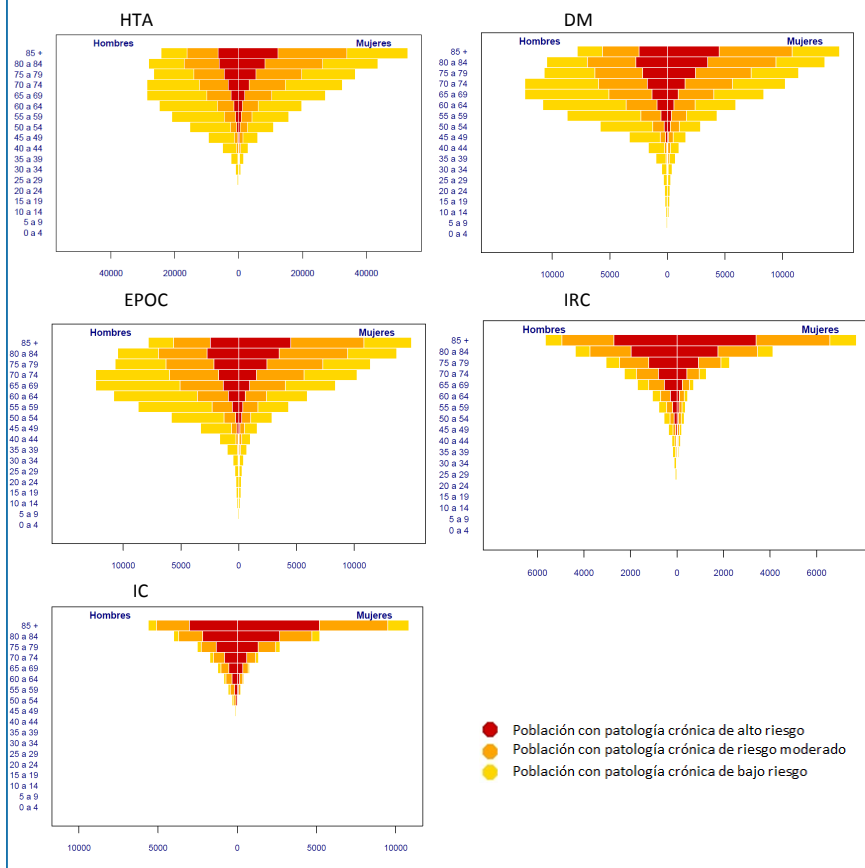 HTA
Hombres
Mujeres
85 +
80 a 84
75 a 79
70 a 74
65 a 69
60 a 64
55 a 59
50 a 54
45 a 49
40 a 44
35 a 39
30 a 34
25 a 29
20 a 24
15 a 19
10 a 14
5 a 9
0 a 4
40000 20000 0 20000 40000
DM
Hombres
Mujeres
85 +
80 a 84
75 a 79
70 a 74
65 a 69
60 a 64
55 a 59
50 a 54
45 a 49
40 a 44
35 a 39
30 a 34
25 a 29
20 a 24
15 a 19
10 a 14
5 a 9
0 a 4
10000 5000 0 5000 10000
EPOC
Hombres
Mujeres
85 +
80 a 84
75 a 79
70 a 74
65 a 69
60 a 64
55 a 59
50 a 54
45 a 49
40 a 44
35 a 39
30 a 34
25 a 29
20 a 24
15 a 19
10 a 14
5 a 9
0 a 4
10000 5000 0 5000 10000
IRC
Hombres
Mujeres
85 +
80 a 84
75 a 79
70 a 74
65 a 69
60 a 64
55 a 59
50 a 54
45 a 49
40 a 44
35 a 39
30 a 34
25 a 29
20 a 24
15 a 19
10 a 14
5 a 9
0 a 4
6000 4000 2000 0 2000 4000 6000
IC
Hombres
Mujeres
85 +
80 a 84
75 a 79
70 a 74
65 a 69
60 a 64
55 a 59
50 a 54
45 a 49
40 a 44
35 a 39
30 a 34
25 a 29
20 a 24
15 a 19
10 a 14
5 a 9
0 a 4
10000 5000 0 5000 10000
Población con patología crónica de alto riesgo
Población con patología crónica de riesgo moderado
Población con patología crónica de bajo riesgo